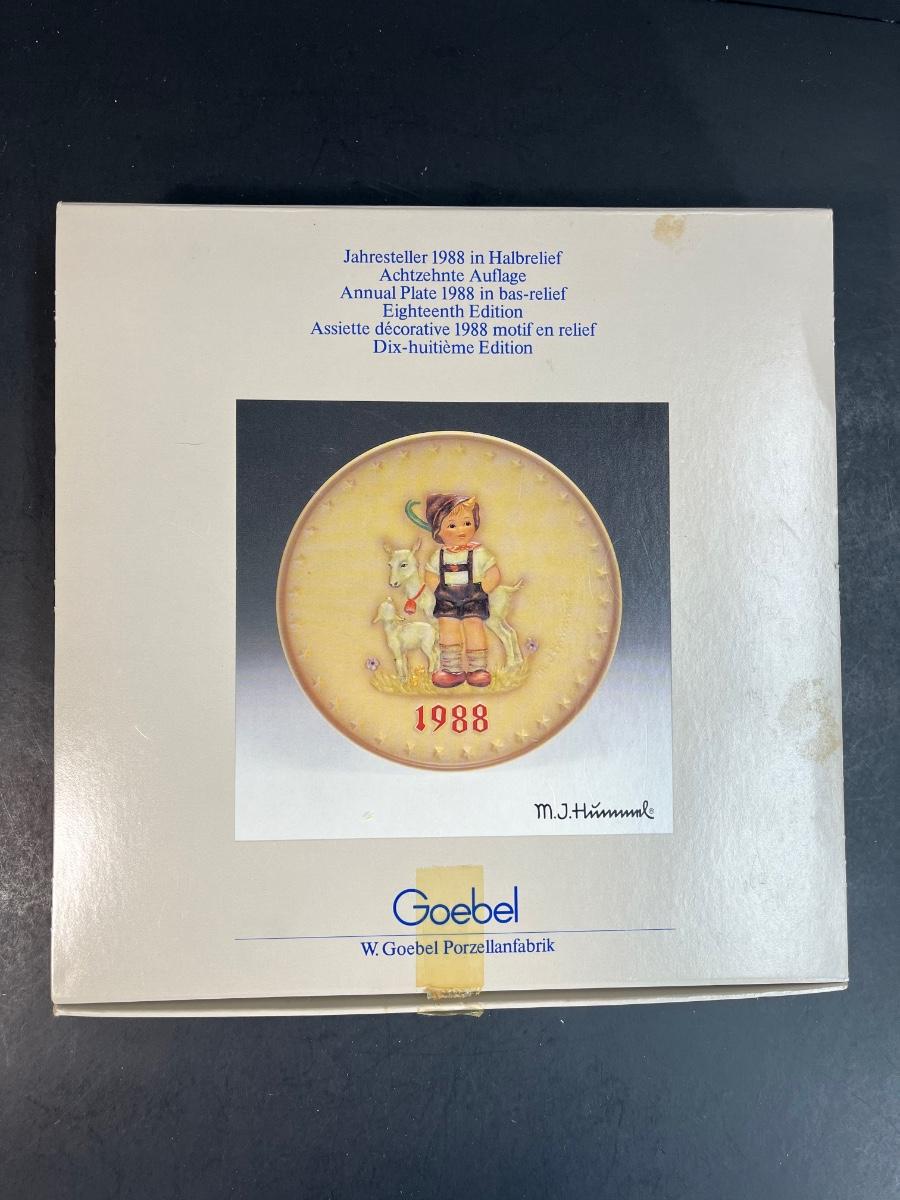 Jahresteller 1988 in Halbrelief
Achtzehnte Auflage
Annual Plate 1988 in bas-relief
Eighteenth Edition
Assiette décorative 1988 motif en relief
Dix-huitième Edition
1988
M.J.Hummel®
Goebel
W. Goebel Porzellanfabrik